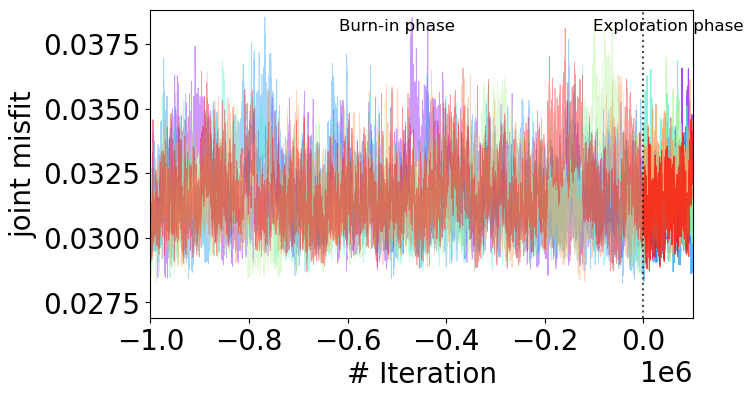 Burn-in phase
Exploration phase
0.0375
0.0350
0.0325
0.0300
0.0275
joint misfit
−1.0
−0.8
−0.6
−0.4
−0.2
0.0
# Iteration
1e6